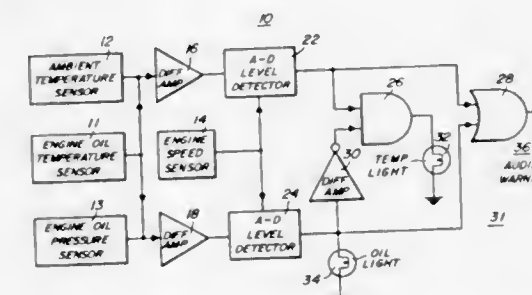 10
12
AMBIENT
TEMPERATURE
SENSOR
16
DIFF
AMP
22
A-D
LEVEL
DETECTOR
26
28
11
ENGINE OIL
TEMPERATURE
SENSOR
14
ENGINE
SPEED
SENSOR
30
DIFF
AMP
TEMP
LIGHT
32
36
AUDI
WARN
13
ENGINE OIL
PRESSURE
SENSOR
DIFF
AMP
18
24
A-D
LEVEL
DETECTOR
31
34
OIL
LIGHT